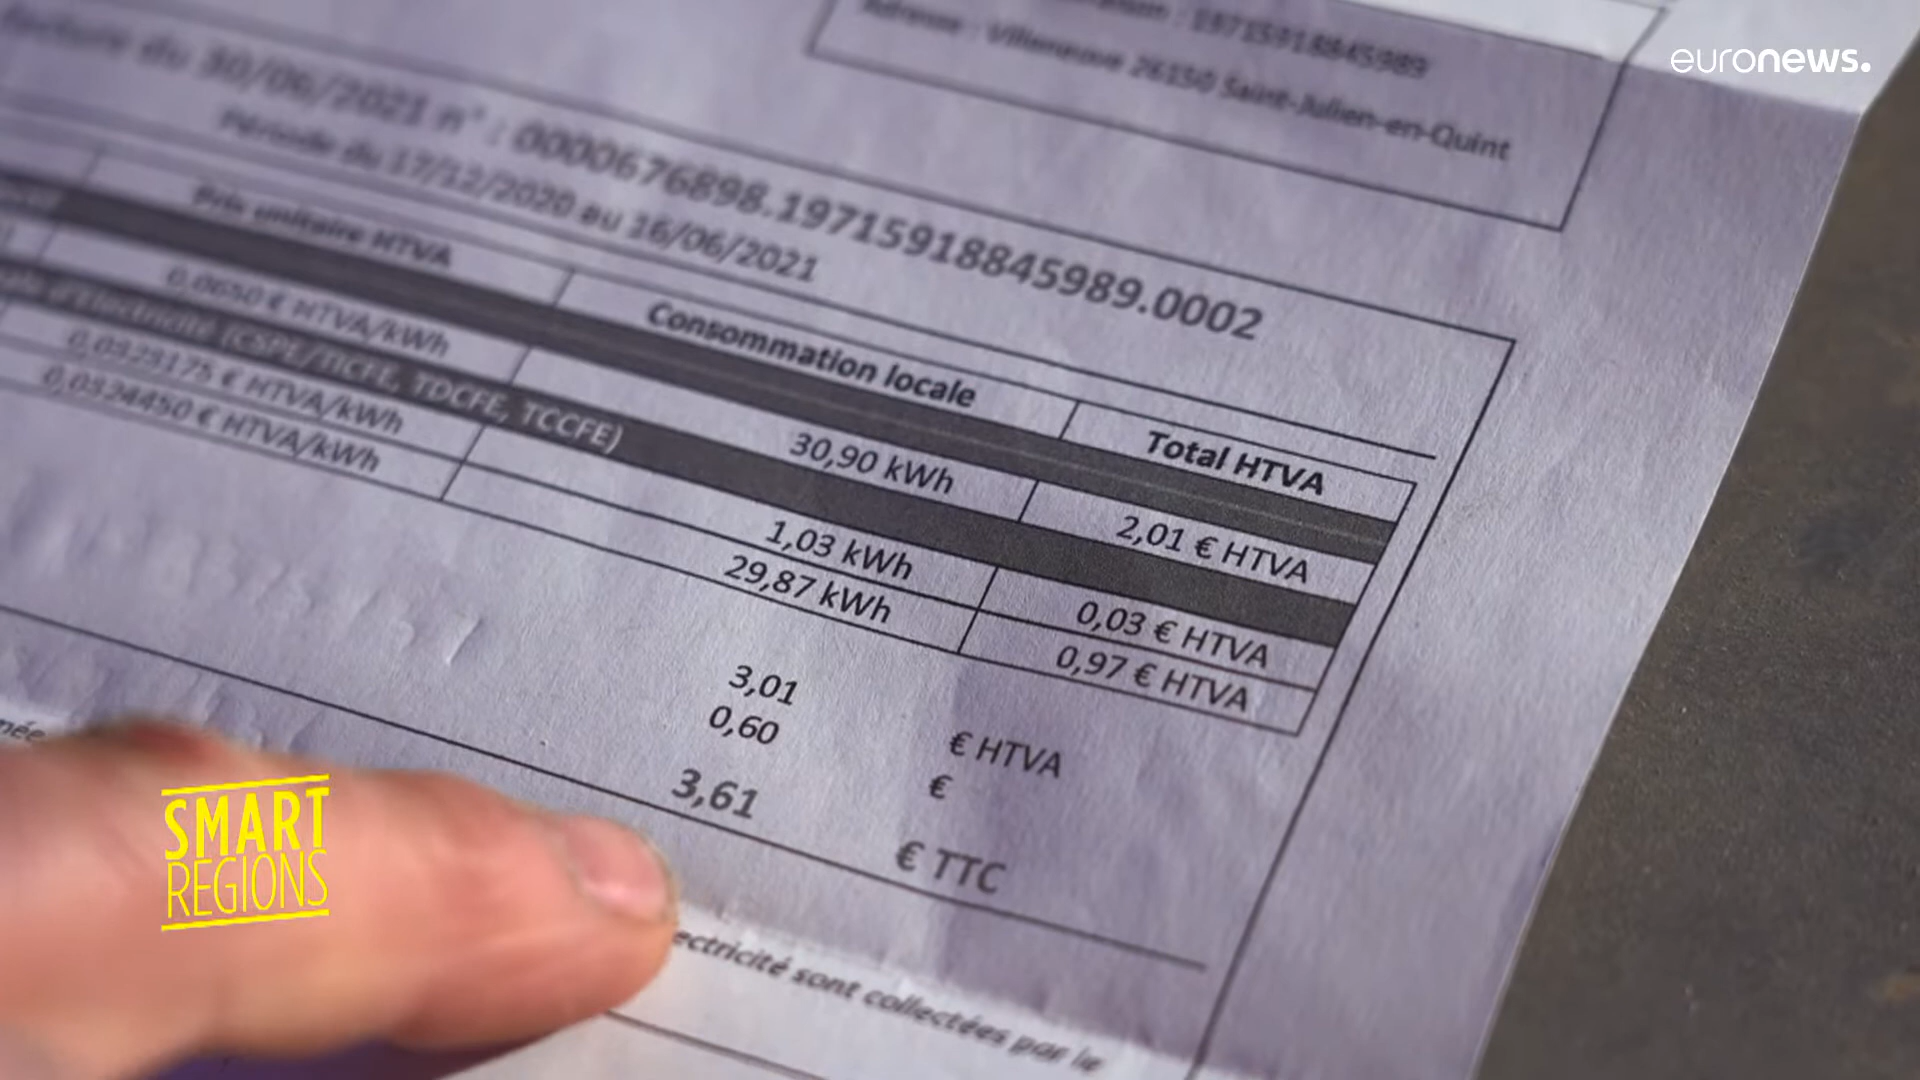 euronews.
: 19715918845989
Adresse : Villeneuve 26150 Saint-Julien-en-Quint
facture du 30/06/2021 n° : 0000676898.19715918845989.0002
Période du 17/12/2020 au 16/06/2021
Prix unitaire HTVA Consommation locale Total HTVA
0,0650 € HTVA/kWh 30,90 kWh 2,01 € HTVA
d'Electricité (CSPE/TICFE, TDCFE, TCCFE)
0,0323175 € HTVA/kWh 1,03 kWh 0,03 € HTVA
0,0324450 € HTVA/kWh 29,87 kWh 0,97 € HTVA
3,01 € HTVA
0,60 €
3,61 € TTC
ectricité sont collectées par le
SMART
REGIONS